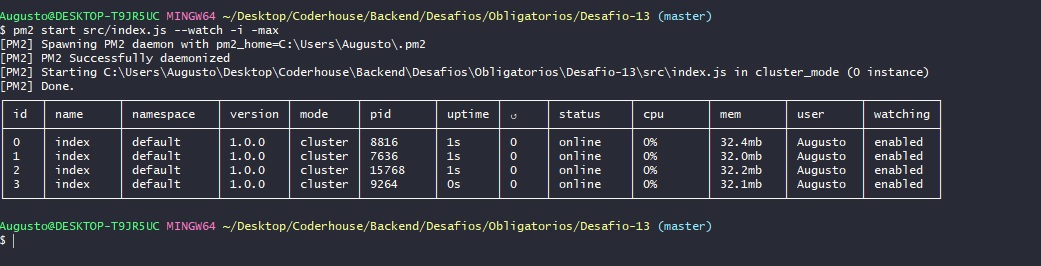 Augusto@DESKTOP-T9JR5UC MINGW64 ~/Desktop/Coderhouse/Backend/Desafios/Obligatorios/Desafio-13 (master)
$ pm2 start src/index.js --watch -i -max
[PM2] Spawning PM2 daemon with pm2_home=C:\Users\Augusto\.pm2
[PM2] PM2 Successfully daemonized
[PM2] Starting C:\Users\Augusto\Desktop\Coderhouse\Backend\Desafios\Obligatorios\Desafio-13\src\index.js in cluster_mode (0 instance)
[PM2] Done.
id name namespace version mode pid uptime ↺ status cpu mem user watching
0 index default 1.0.0 cluster 8816 1s 0 online 0% 32.4mb Augusto enabled
1 index default 1.0.0 cluster 7636 1s 0 online 0% 32.0mb Augusto enabled
2 index default 1.0.0 cluster 15768 1s 0 online 0% 32.2mb Augusto enabled
3 index default 1.0.0 cluster 9264 0s 0 online 0% 32.1mb Augusto enabled
Augusto@DESKTOP-T9JR5UC MINGW64 ~/Desktop/Coderhouse/Backend/Desafios/Obligatorios/Desafio-13 (master)
$